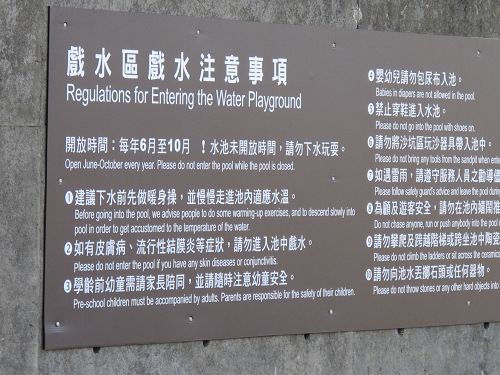 戲水區戲水注意事項
Regulations for Entering the Water Playground
開放時間：每年6月至10月 ！水池未開放時間，請勿下水玩耍。
Open June-October every year. Please do not enter the pool while the pool is closed.
❶建議下水前先做暖身操，並慢慢走進池內適應水溫。
Before going into the pool, we advise people to do some warming-up exercises, and to descend slowly into
pool in order to get accustomed to the temperature of the water.
❷如有皮膚病、流行性結膜炎等症狀，請勿進入池中戲水。
Please do not enter the pool if you have any skin diseases or conjunctivitis.
❸學齡前幼童需請家長陪同，並請隨時注意幼童安全。
Pre-school children must be accompanied by adults. Parents are responsible for the safety of their children.
❹嬰幼兒請勿包尿布入池。
Babies in diapers are not allowed in the pool.
❺禁止穿鞋進入水池。
Please do not go into the pool with shoes on.
❻請勿將沙坑區玩沙器具帶入池中。
Please do not bring any tools from the sandpit when enter
❼如遇雷雨，請遵守服務人員之勸導
Please follow safety guard's advice and leave the pool during
❽為顧及遊客安全，請勿在池內
Do not chase anyone, run or push anybody into the pool
❾請勿攀爬及跨越階梯或跨坐池中陶瓷
Please do not climb the ladders or sit across the ceramics
❿請勿向池水丟擲石頭或任何器物。
Please do not throw stones or any other hard objects into